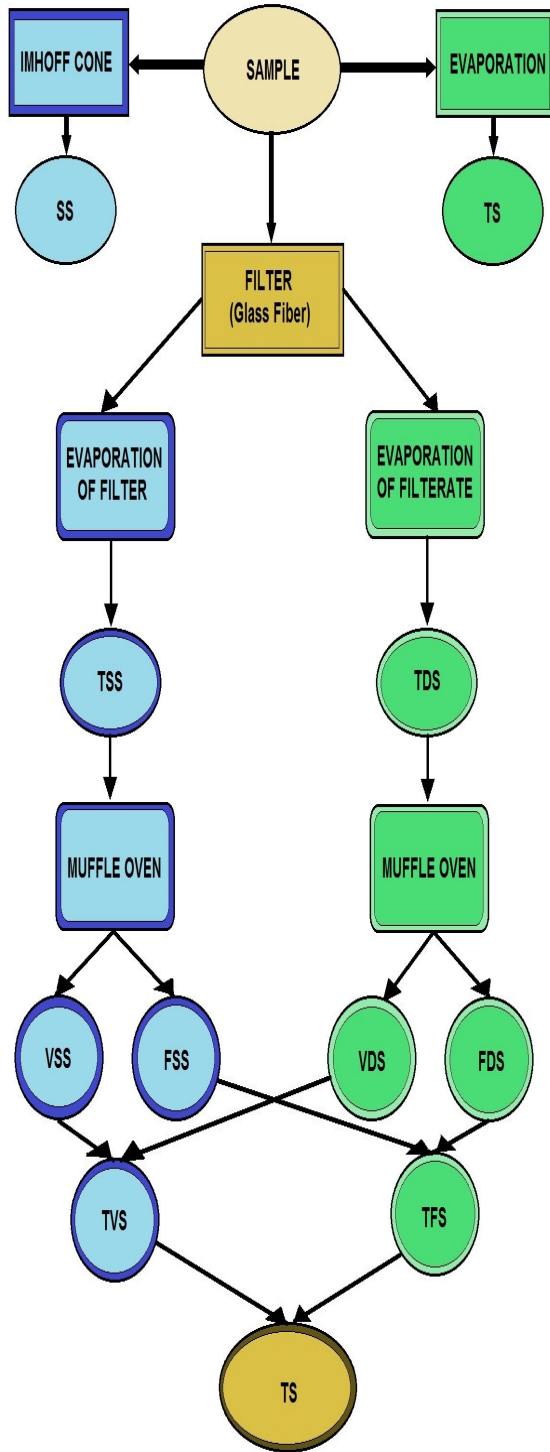 IMHOFF CONE
SAMPLE
EVAPORATION
SS
TS
FILTER
(Glass Fiber)
EVAPORATION
OF FILTER
EVAPORATION
OF FILTERATE
TSS
TDS
MUFFLE OVEN
MUFFLE OVEN
VSS
FSS
VDS
FDS
TVS
TFS
TS